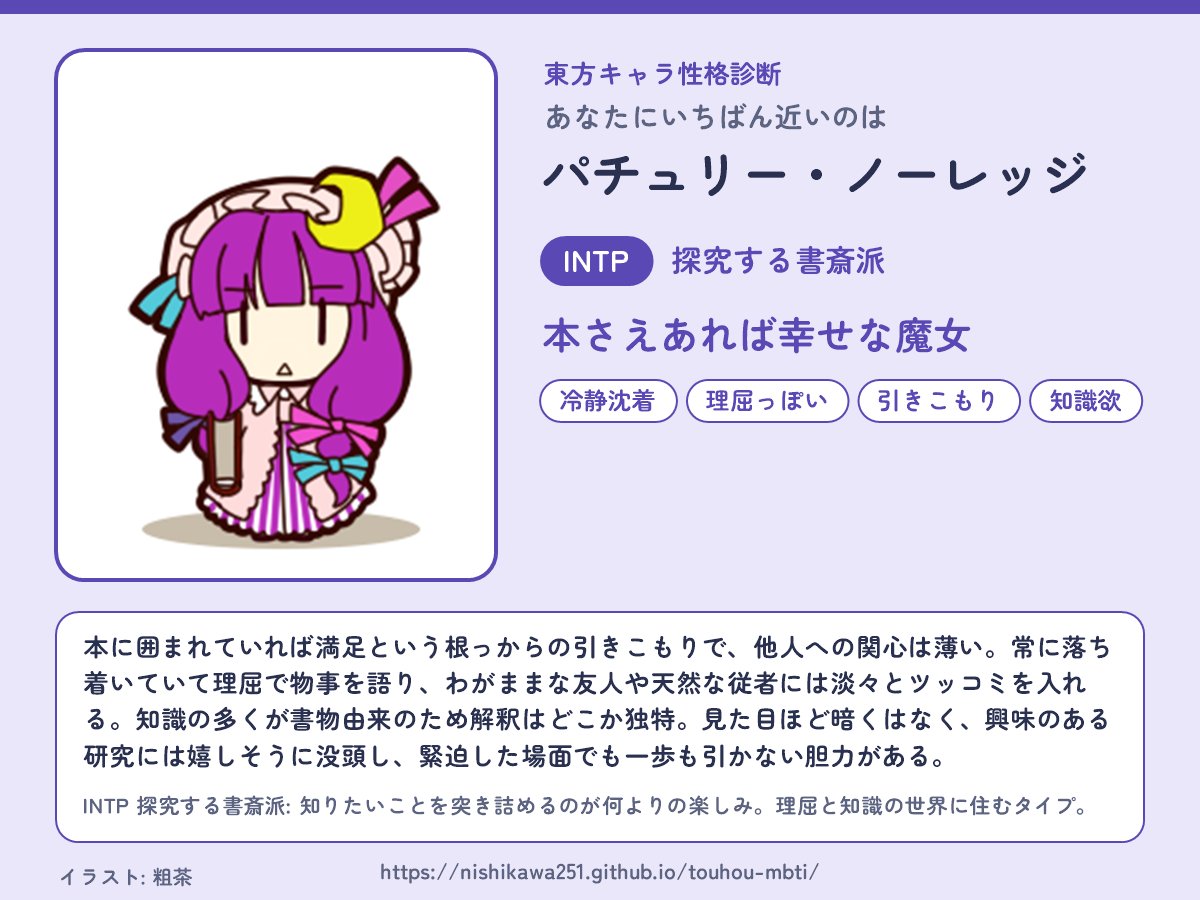 東方キャラ性格診断
あなたにいちばん近いのは
パチュリー・ノーレッジ
INTP 探究する書斎派
本さえあれば幸せな魔女
冷静沈着 理屈っぽい 引きこもり 知識欲
本に囲まれていれば満足という根っからの引きこもりで、他人への関心は薄い。常に落ち
着いていて理屈で物事を語り、わがままな友人や天然な従者には淡々とツッコミを入れ
る。知識の多くが書物由来のため解釈はどこか独特。見た目ほど暗くはなく、興味のある
研究には嬉しそうに没頭し、緊迫した場面でも一歩も引かない胆力がある。
INTP 探究する書斎派: 知りたいことを突き詰めるのが何よりの楽しみ。理屈と知識の世界に住むタイプ。
イラスト: 粗茶
https://nishikawa251.github.io/touhou-mbti/